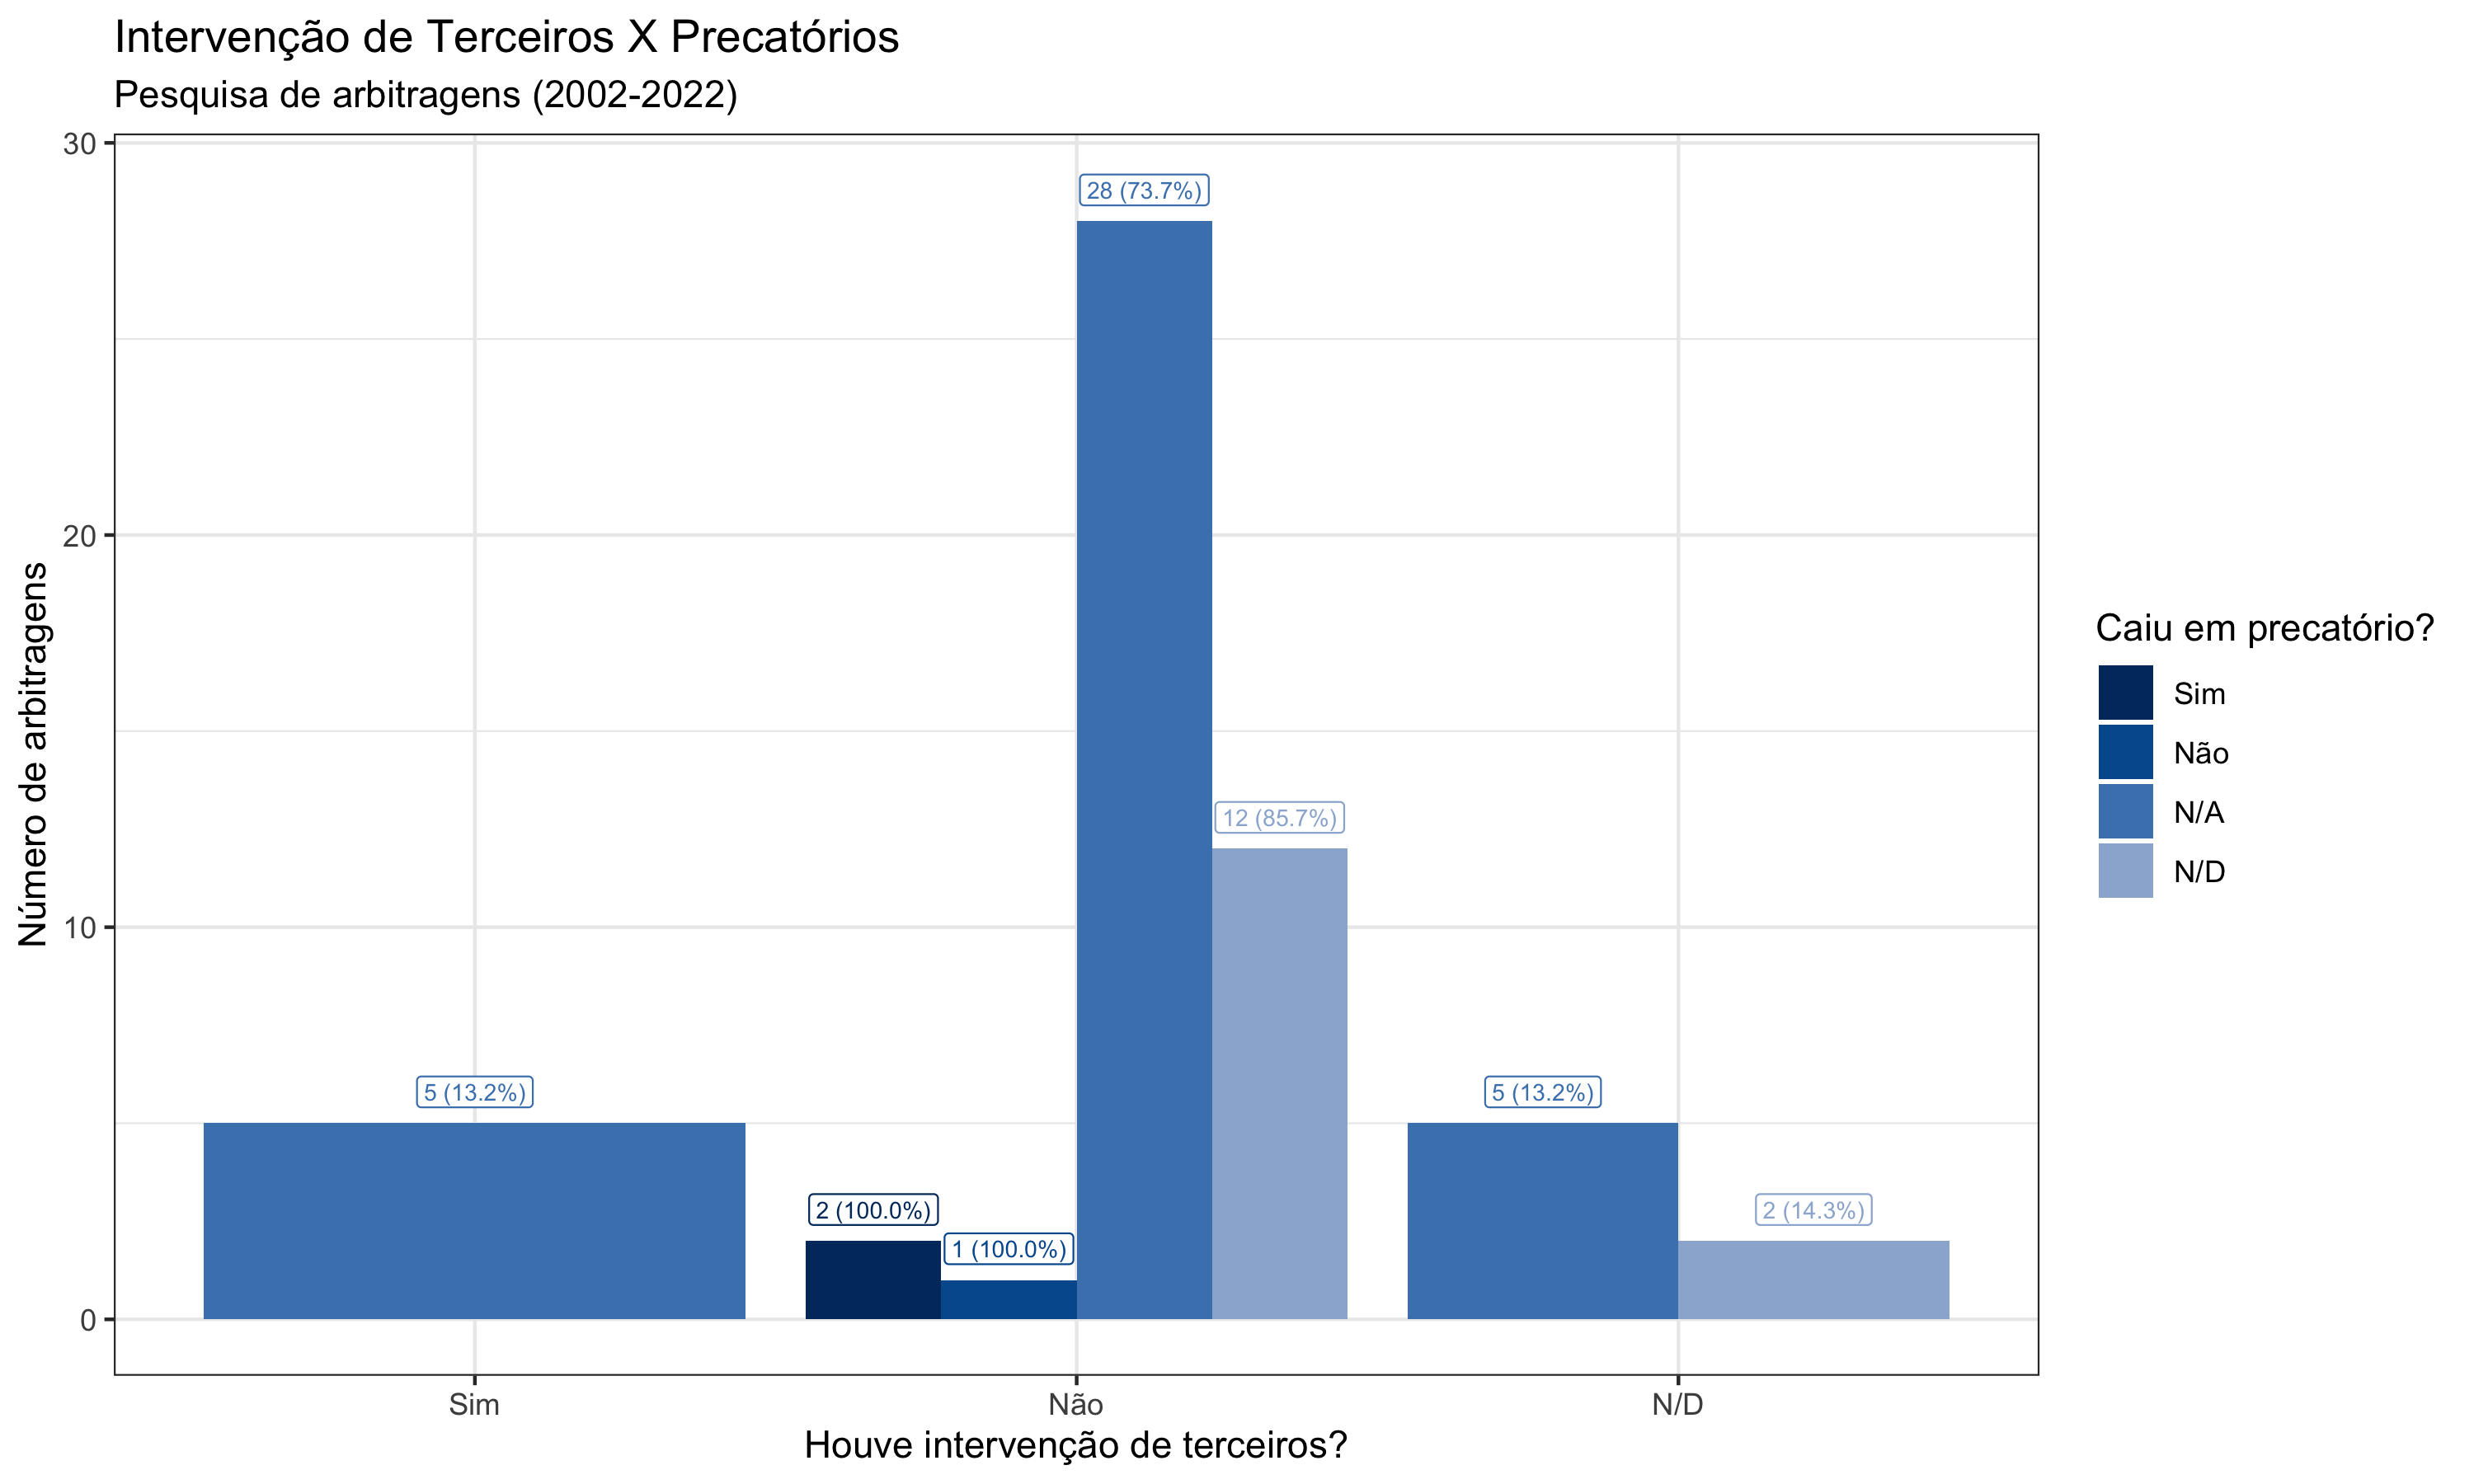 Intervenção de Terceiros X Precatórios
Pesquisa de arbitragens (2002-2022)
Número de arbitragens
30
20
10
0
28 (73.7%)
12 (85.7%)
5 (13.2%)
5 (13.2%)
2 (100.0%)
1 (100.0%)
2 (14.3%)
Sim
Não
N/D
Houve intervenção de terceiros?
Caiu em precatório?
Sim
Não
N/A
N/D